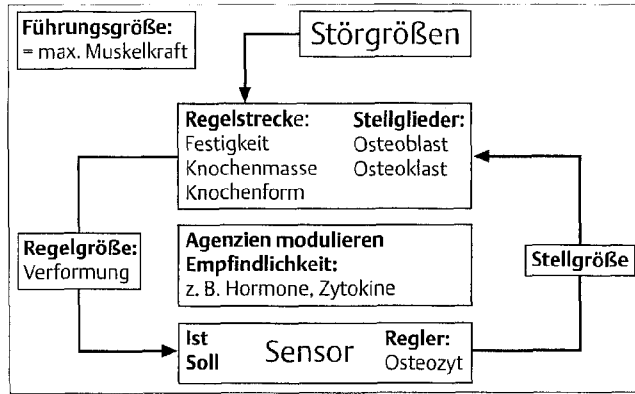 Führungsgröße:
= max. Muskelkraft
Störgrößen
Regelstrecke: Stellglieder:
Festigkeit Osteoblast
Knochenmasse Osteoklast
Knochenform
Regelgröße:
Verformung
Agenzien modulieren
Empfindlichkeit:
z. B. Hormone, Zytokine
Stellgröße
Ist Sensor Regler:
Soll Osteozyt